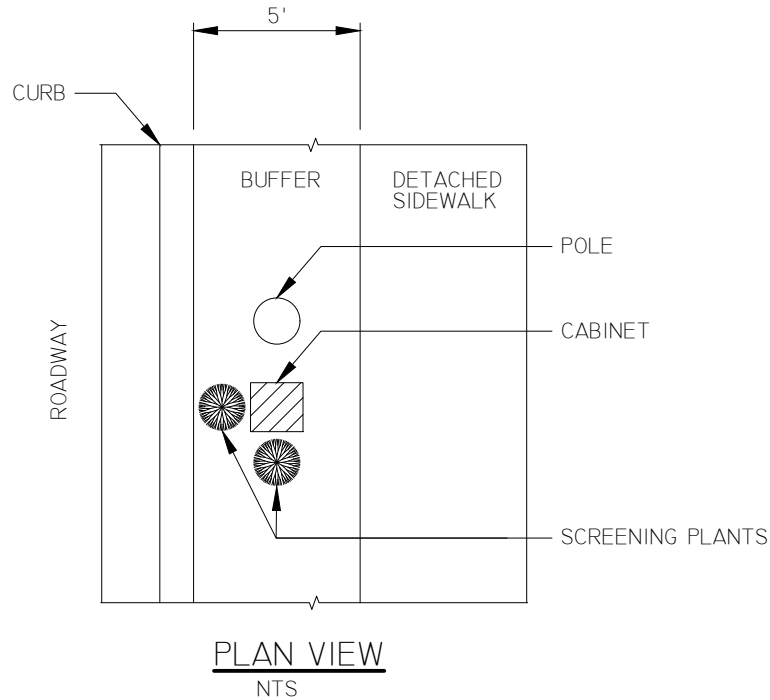 5'
CURB
BUFFER
DETACHED
SIDEWALK
POLE
ROADWAY
CABINET
SCREENING PLANTS
PLAN VIEW
NTS